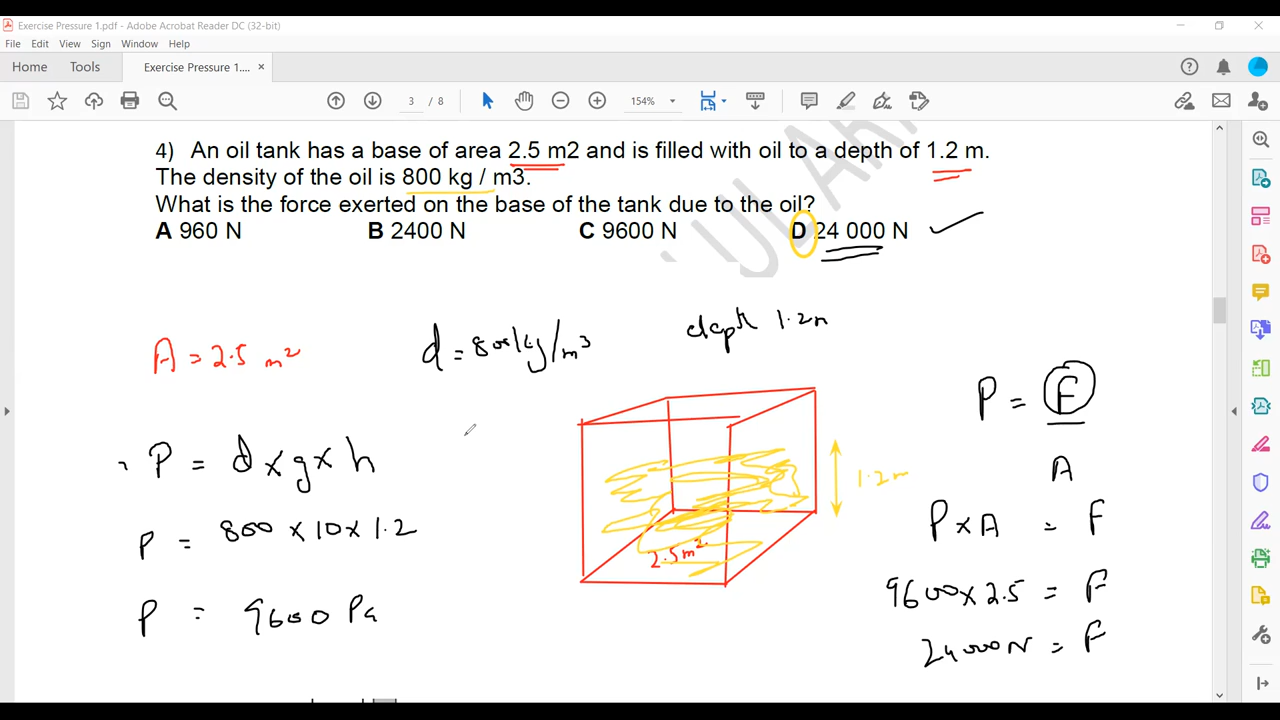 Exercise Pressure 1.pdf - Adobe Acrobat Reader DC (32-bit)
File Edit View Sign Window Help
Home Tools Exercise Pressure 1.... ×
3 / 8 154%
4) An oil tank has a base of area 2.5 m2 and is filled with oil to a depth of 1.2 m.
The density of the oil is 800 kg / m3.
What is the force exerted on the base of the tank due to the oil?
A 960 N B 2400 N C 9600 N D 24 000 N
A = 2.5 m² d = 800 kg/m³ depth 1.2m
P = F
A
P = d x g x h
1.2m
P = 800 x 10 x 1.2
P x A = F
2.5m²
9600 x 2.5 = F
P = 9600 Pa
24000N = F